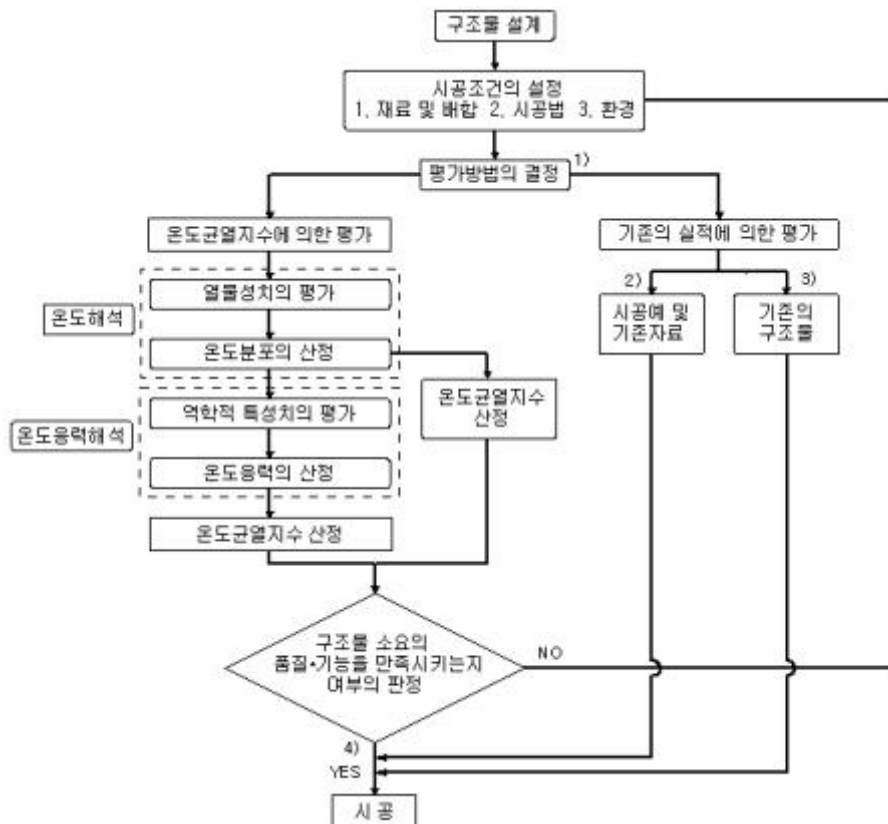 구조물 설계
시공조건의 설정
1, 재료 및 배합 2, 시공법 3, 환경
1)
평가방법의 결정
온도균열지수에 의한 평가
기존의 실적에 의한 평가
열물성치의 평가
온도해석
온도분포의 산정
2)
3)
시공예 및
기존자료
기존의
구조물
역학적 특성치의 평가
온도균열지수
산정
온도응력해석
온도응력의 산정
온도균열지수 산정
구조물 소요의
품질•기능을 만족시키는지
여부의 판정
NO
4)
YES
시 공